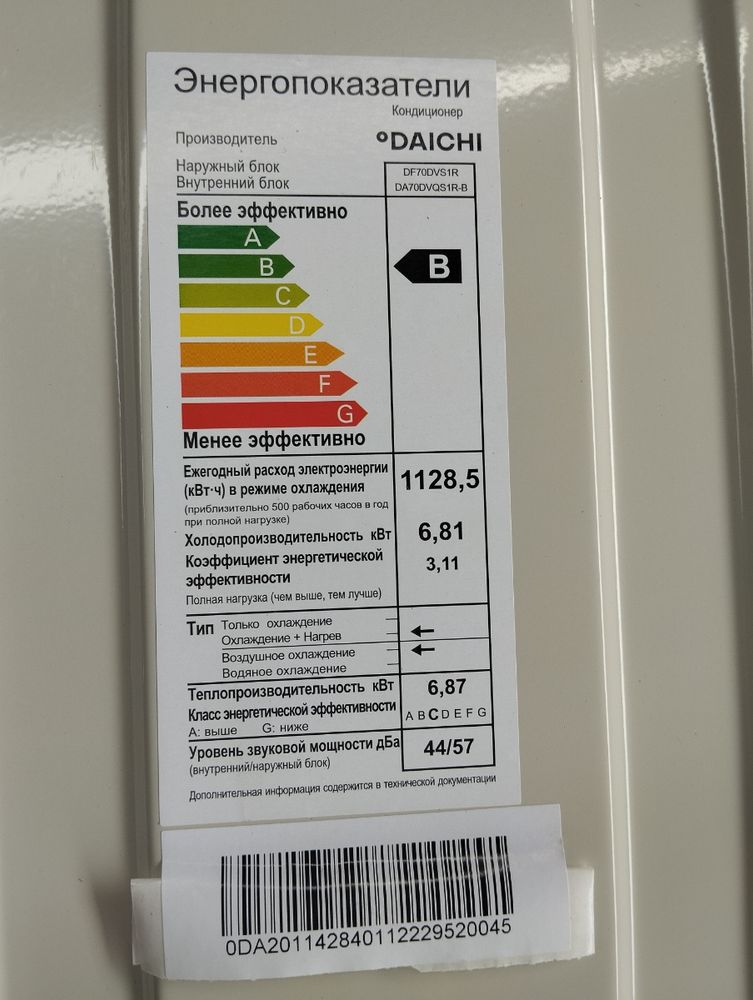 Энергопоказатели
Кондиционер
Производитель DAICHI
Наружный блок DF70DVS1R
Внутренний блок DA70DVQS1R-B
Более эффективно
A
B B
C
D
E
F
G
Менее эффективно
Ежегодный расход электроэнергии
(кВт·ч) в режиме охлаждения 1128,5
(приблизительно 500 рабочих часов в год
при полной нагрузке)
Холодопроизводительность кВт 6,81
Коэффициент энергетической
эффективности 3,11
Полная нагрузка (чем выше, тем лучше)
Тип Только охлаждение
Охлаждение + Нагрев
Воздушное охлаждение
Водяное охлаждение
Теплопроизводительность кВт 6,87
Класс энергетической эффективности A B C D E F G
A: выше G: ниже
Уровень звуковой мощности дБа 44/57
(внутренний/наружный блок)
Дополнительная информация содержится в технической документации
0DA201142840112229520045